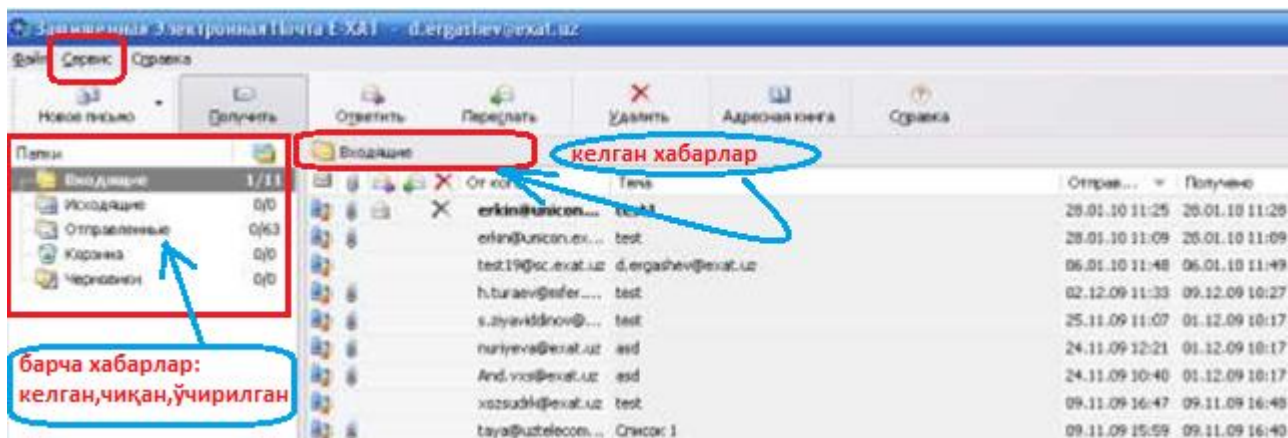 Защищенная Электронная Почта E-XAT - d.ergashev@exat.uz
Файл Сервис Справка
Новое письмо Получить Ответить Переслать Удалить Адресная книга Справка
Папки
Входящие 1/11
Исходящие 0/0
Отправленные 0/63
Корзина 0/0
Черновики 0/0
барча хабарлар:
келган,чиқан,ўчирилган
Входящие
келган хабарлар
От кого Тема Отправ... Получено
erkin@unicon.... test1 28.01.10 11:25 28.01.10 11:28
erkin@unicon.ex... test 28.01.10 11:09 28.01.10 11:09
test19@sc.exat.uz d.ergashev@exat.uz 06.01.10 11:48 06.01.10 11:49
h.turaev@mfer.... test 02.12.09 11:33 09.12.09 10:27
s.ziyaviddinov@... test 25.11.09 11:07 01.12.09 10:17
nuriyeva@exat.uz asd 24.11.09 12:21 01.12.09 10:17
And.vxs@exat.uz asd 24.11.09 10:40 01.12.09 10:17
xozsudrk@exat.uz test 09.11.09 16:47 09.11.09 16:48
taya@uztelecom... Список 1 09.11.09 15:59 09.11.09 16:40